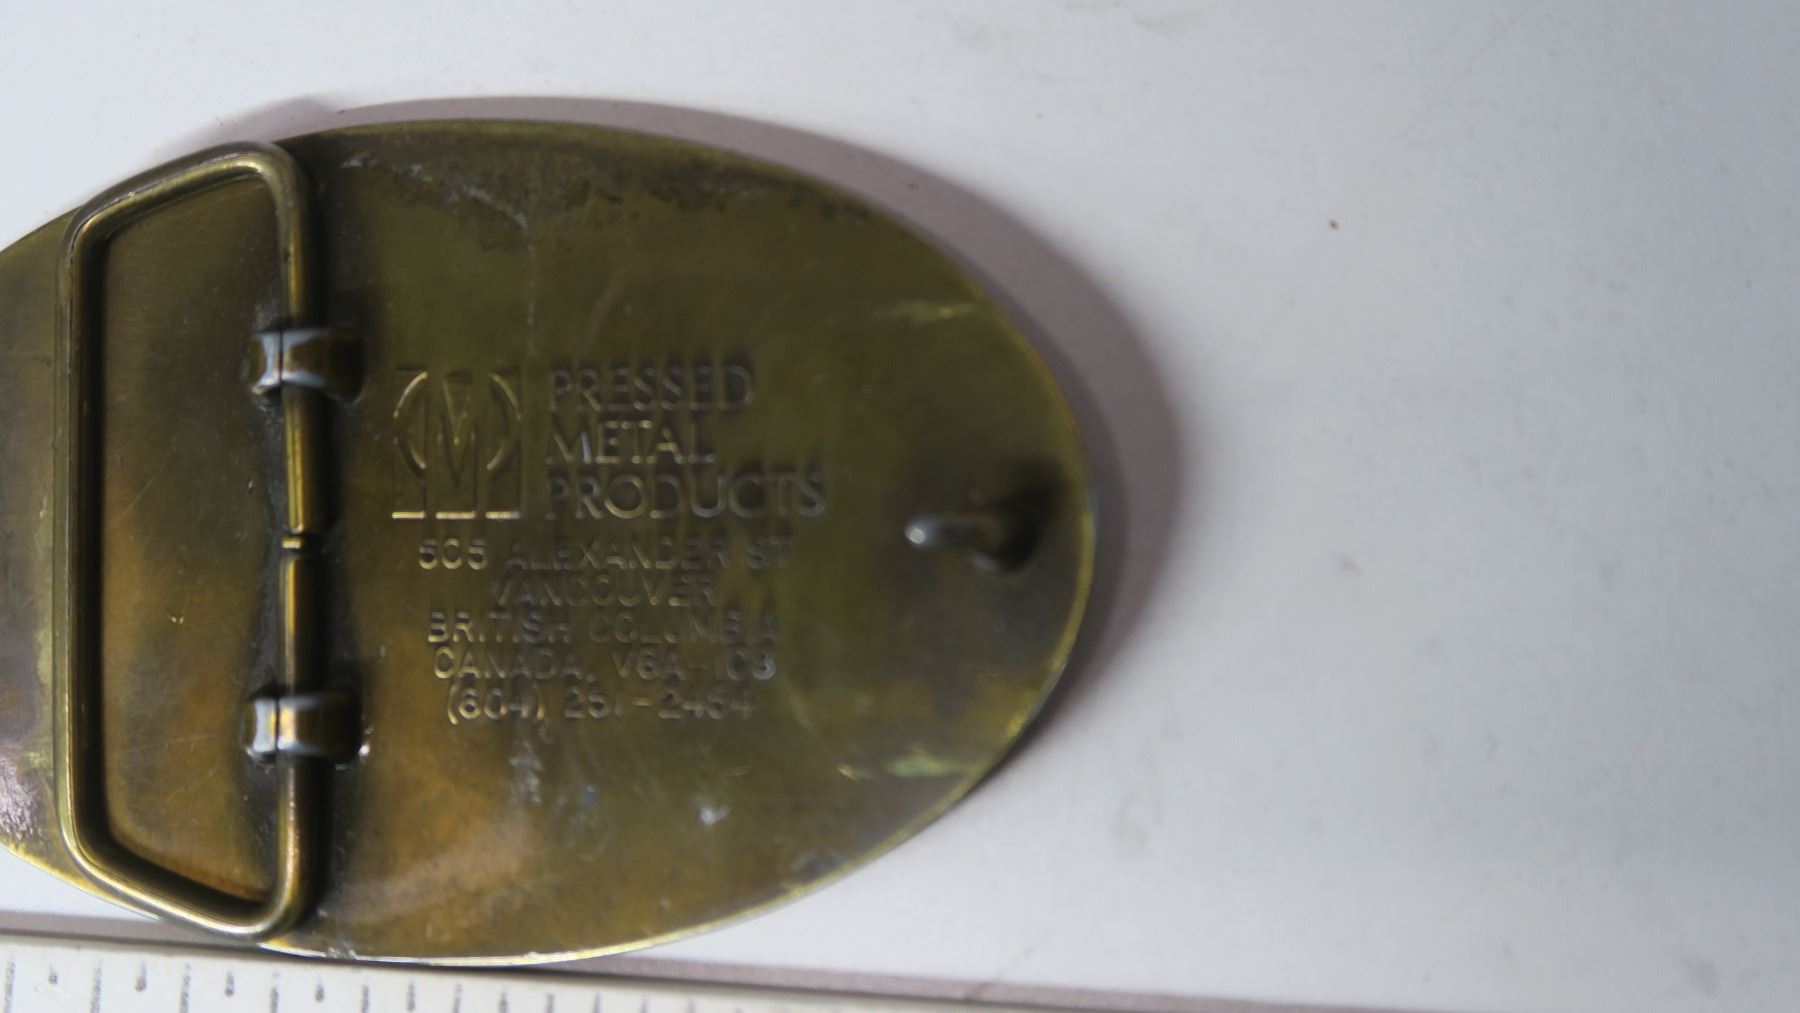 PRESSED
METAL
PRODUCTS
505 ALEXANDER ST
VANCOUVER
BRITISH COLUMBIA
CANADA, V6A-1C3
(604) 251-2454